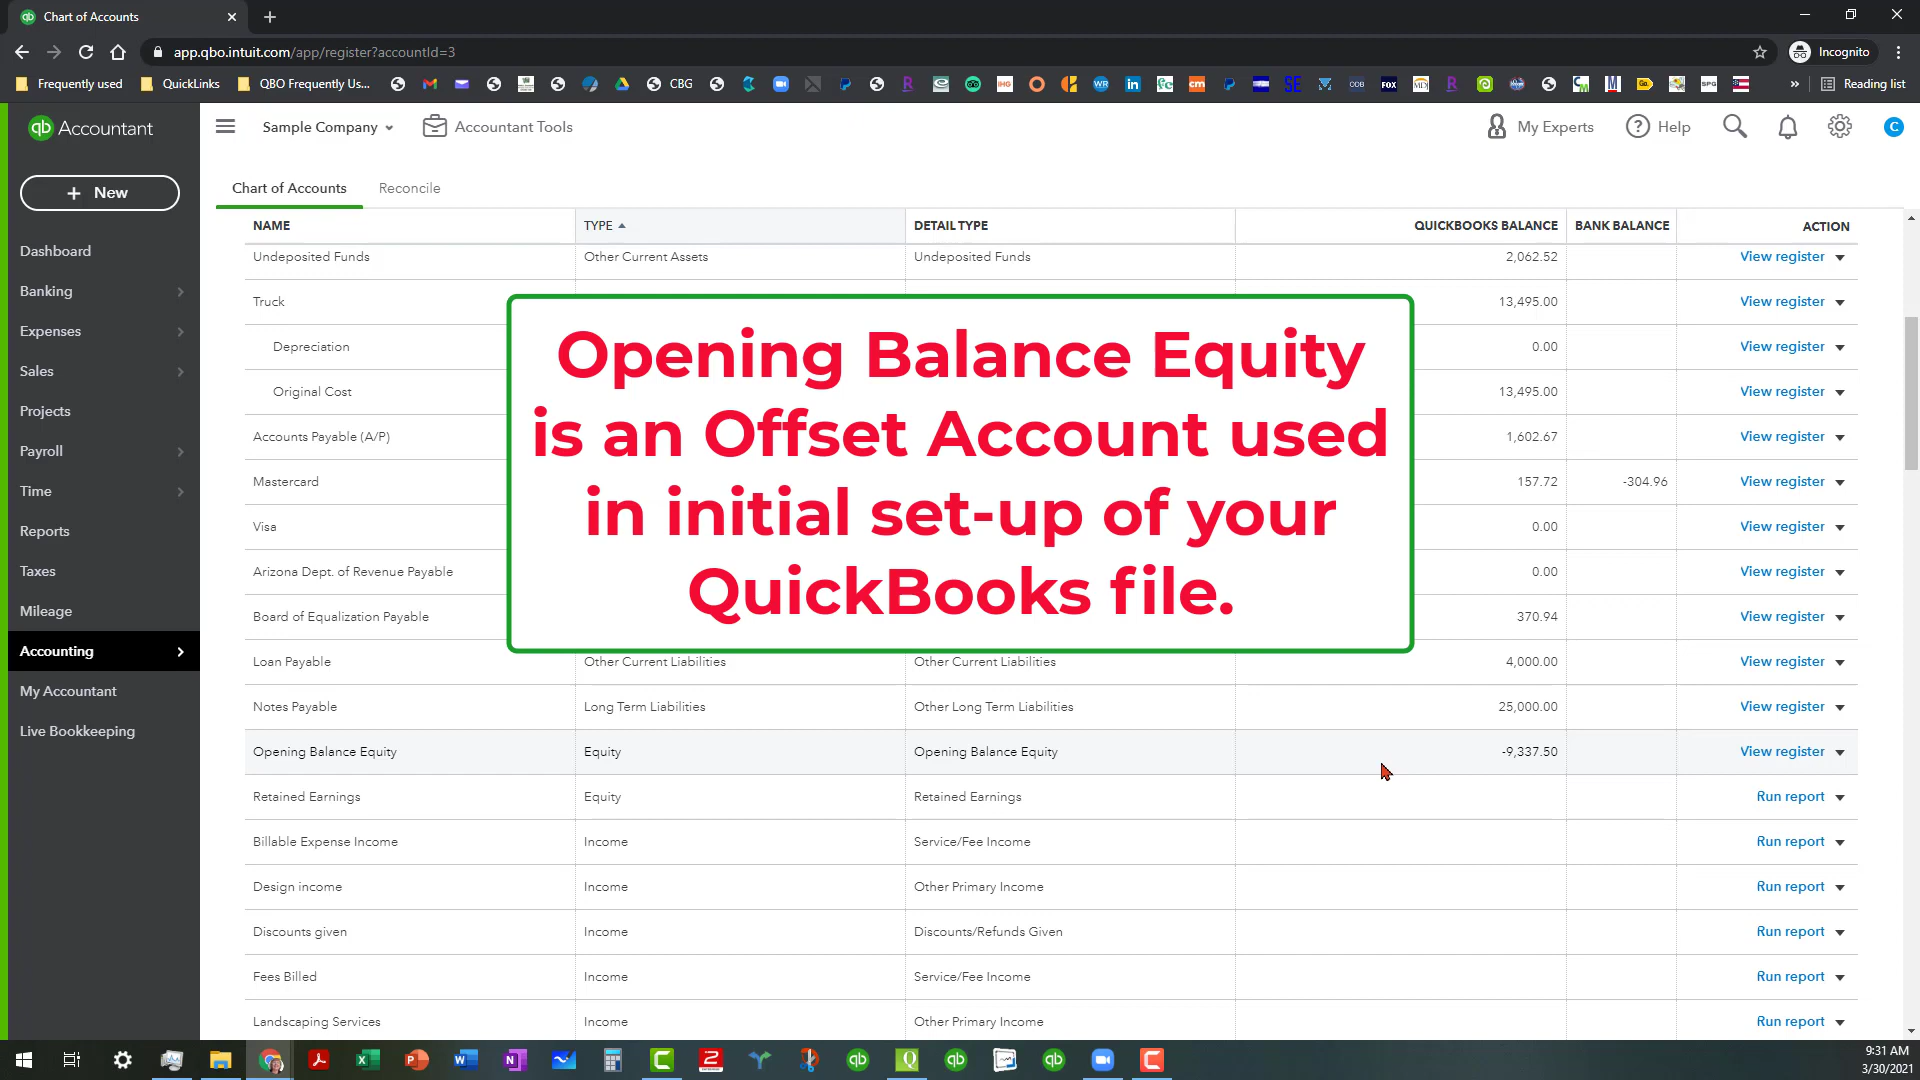 Chart of Accounts
app.qbo.intuit.com/app/register?accountId=3
Incognito
Frequently used
QuickLinks
QBO Frequently Us...
CBG
Reading list
qb Accountant
Sample Company
Accountant Tools
My Experts
Help
C
+ New
Chart of Accounts
Reconcile
Dashboard
Banking
Expenses
Sales
Projects
Payroll
Time
Reports
Taxes
Mileage
Accounting
My Accountant
Live Bookkeeping
NAME TYPE DETAIL TYPE QUICKBOOKS BALANCE BANK BALANCE ACTION
Undeposited Funds Other Current Assets Undeposited Funds 2,062.52 View register
Truck 13,495.00 View register
Depreciation 0.00 View register
Original Cost 13,495.00 View register
Accounts Payable (A/P) 1,602.67 View register
Mastercard 157.72 -304.96 View register
Visa 0.00 View register
Arizona Dept. of Revenue Payable 0.00 View register
Board of Equalization Payable 370.94 View register
Loan Payable Other Current Liabilities Other Current Liabilities 4,000.00 View register
Notes Payable Long Term Liabilities Other Long Term Liabilities 25,000.00 View register
Opening Balance Equity Equity Opening Balance Equity -9,337.50 View register
Retained Earnings Equity Retained Earnings Run report
Billable Expense Income Income Service/Fee Income Run report
Design income Income Other Primary Income Run report
Discounts given Income Discounts/Refunds Given Run report
Fees Billed Income Service/Fee Income Run report
Landscaping Services Income Other Primary Income Run report
Opening Balance Equity
is an Offset Account used
in initial set-up of your
QuickBooks file.
9:31 AM
3/30/2021